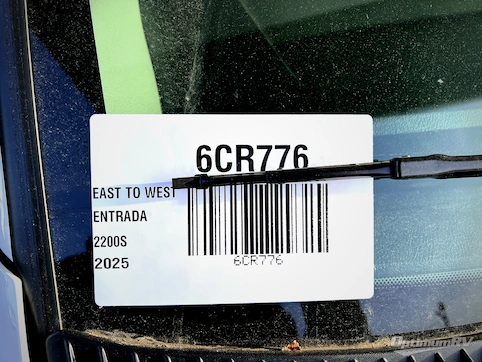 6CR776
EAST TO WEST
ENTRADA
2200S
2025
6CR776
OptimumRV